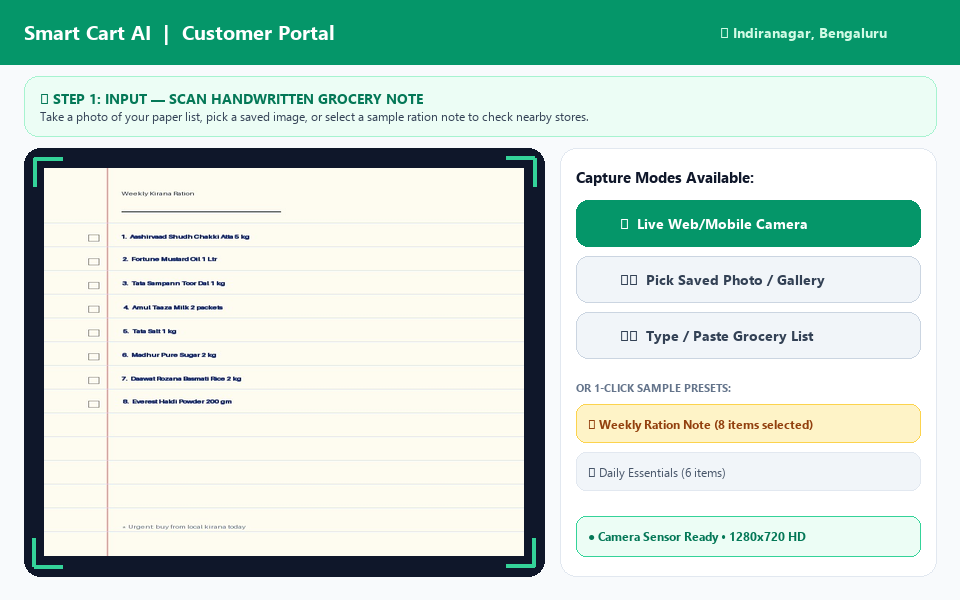 Smart Cart AI | Customer Portal
Indiranagar, Bengaluru
STEP 1: INPUT — SCAN HANDWRITTEN GROCERY NOTE
Take a photo of your paper list, pick a saved image, or select a sample ration note to check nearby stores.
Weekly Kirana Ration
1. Aashirvaad Shudh Chakki Atta 5 kg
2. Fortune Mustard Oil 1 Ltr
3. Tata Sampann Toor Dal 1 kg
4. Amul Taaza Milk 2 packets
5. Tata Salt 1 kg
6. Madhur Pure Sugar 2 kg
7. Daawat Rozana Basmati Rice 2 kg
8. Everest Haldi Powder 200 gm
* Urgent: buy from local kirana today
Capture Modes Available:
Live Web/Mobile Camera
Pick Saved Photo / Gallery
Type / Paste Grocery List
OR 1-CLICK SAMPLE PRESETS:
Weekly Ration Note (8 items selected)
Daily Essentials (6 items)
● Camera Sensor Ready • 1280x720 HD